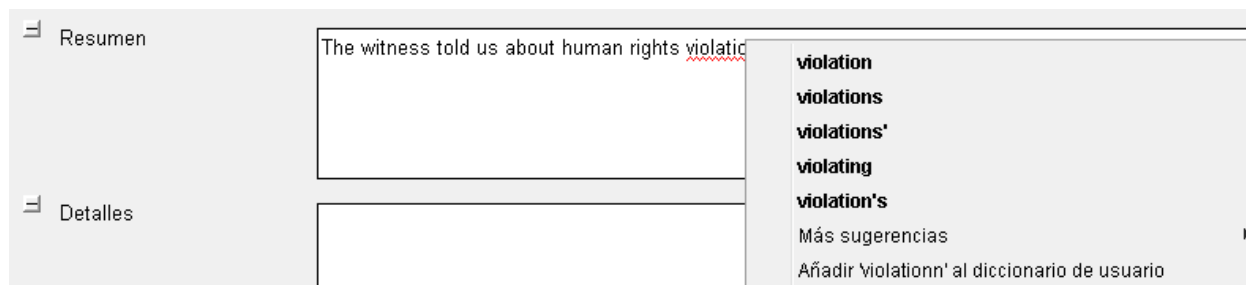 Resumen
The witness told us about human rights violatio
violation
violations
violations'
violating
violation's
Más sugerencias
Detalles
Añadir 'violationn' al diccionario de usuario